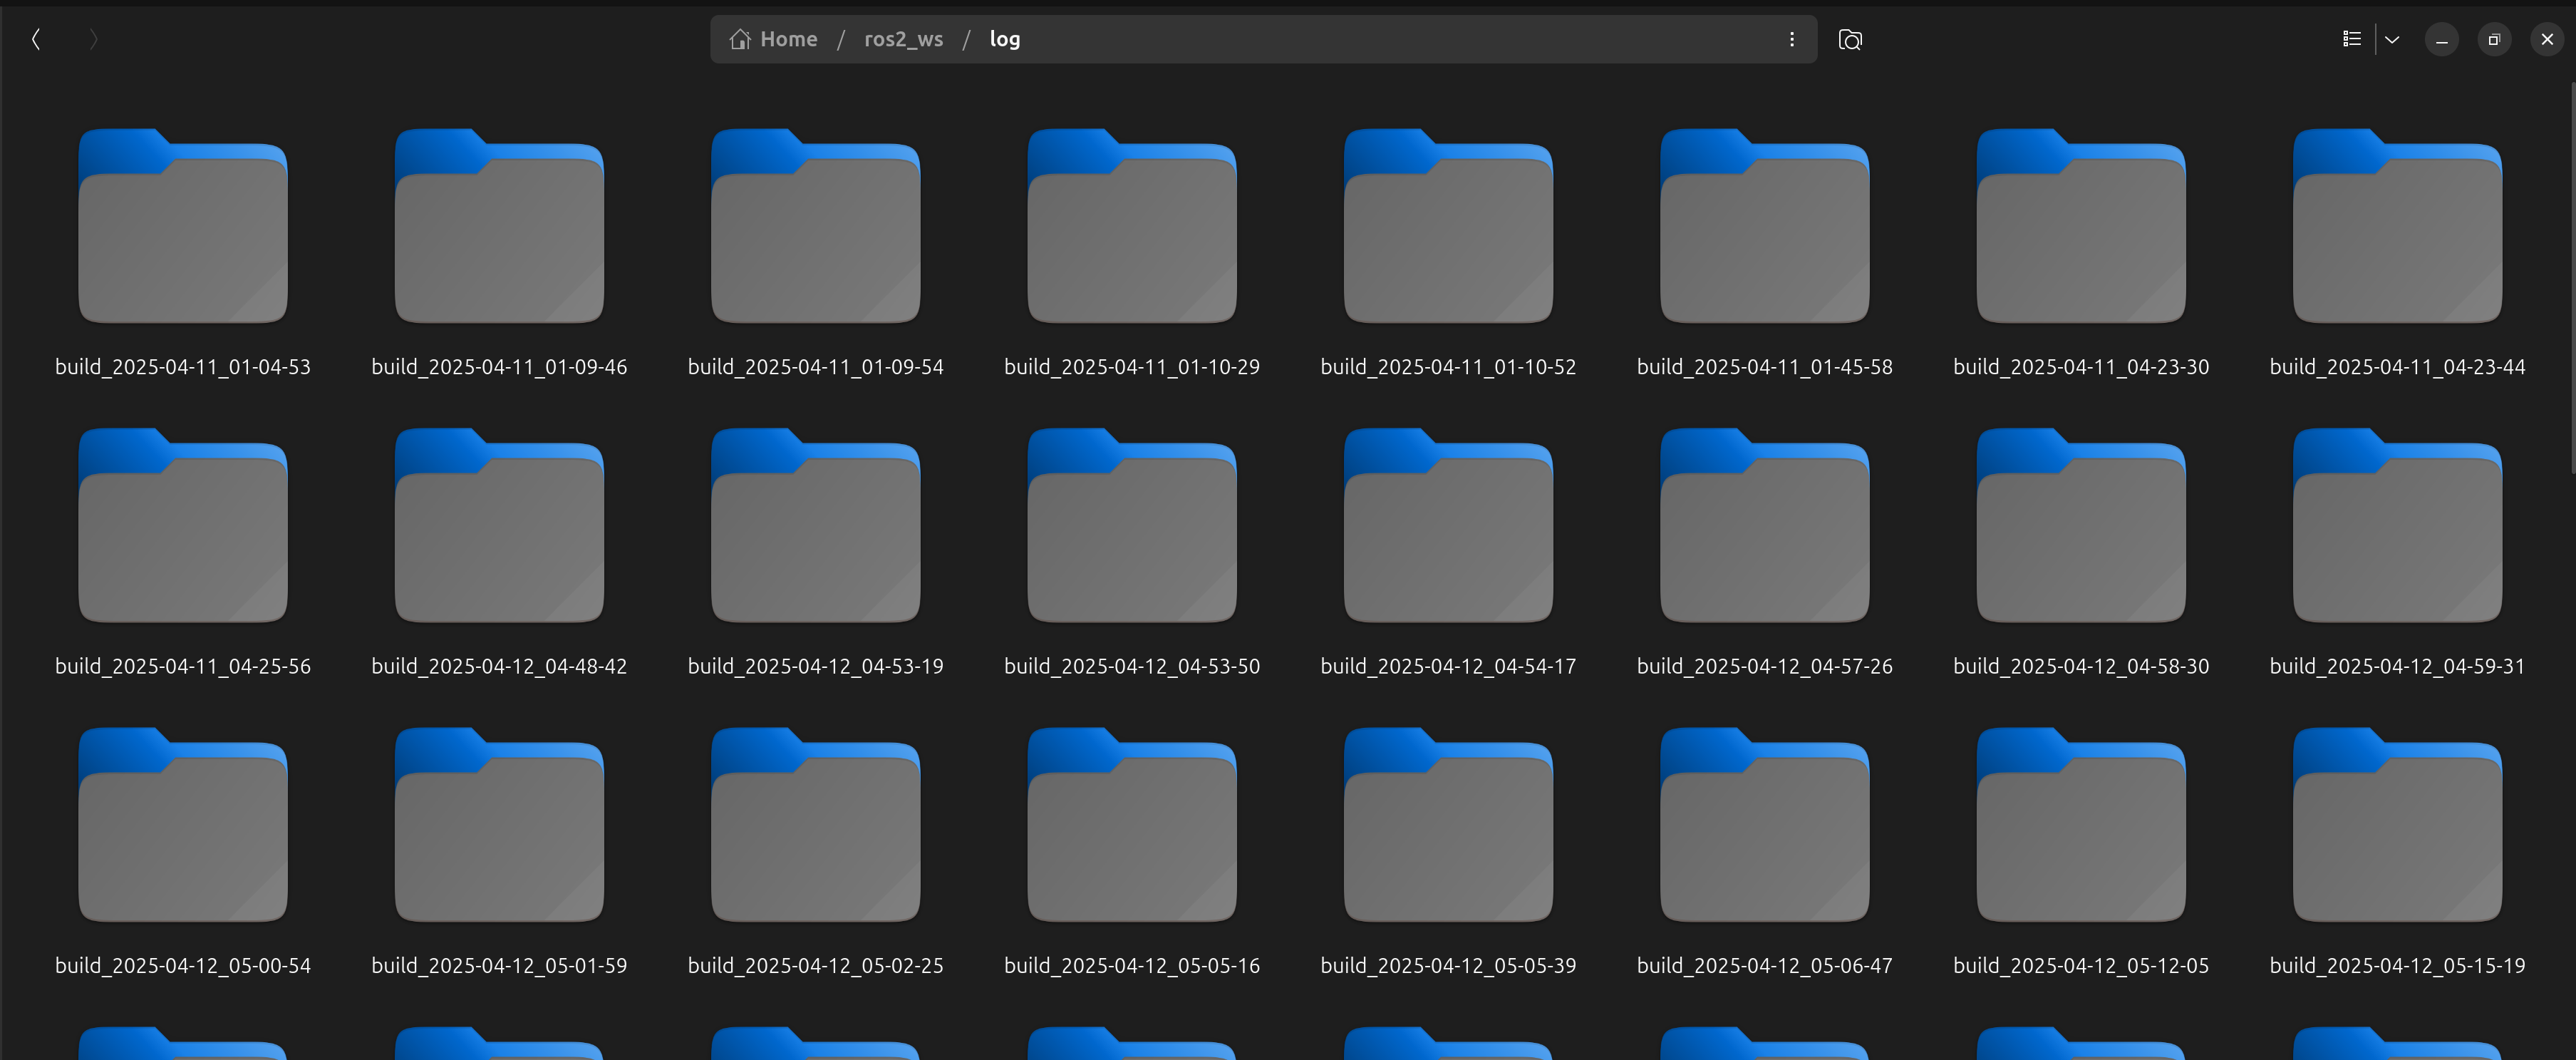 Home / ros2_ws / log
build_2025-04-11_01-04-53 build_2025-04-11_01-09-46 build_2025-04-11_01-09-54 build_2025-04-11_01-10-29 build_2025-04-11_01-10-52 build_2025-04-11_01-45-58 build_2025-04-11_04-23-30 build_2025-04-11_04-23-44
build_2025-04-11_04-25-56 build_2025-04-12_04-48-42 build_2025-04-12_04-53-19 build_2025-04-12_04-53-50 build_2025-04-12_04-54-17 build_2025-04-12_04-57-26 build_2025-04-12_04-58-30 build_2025-04-12_04-59-31
build_2025-04-12_05-00-54 build_2025-04-12_05-01-59 build_2025-04-12_05-02-25 build_2025-04-12_05-05-16 build_2025-04-12_05-05-39 build_2025-04-12_05-06-47 build_2025-04-12_05-12-05 build_2025-04-12_05-15-19